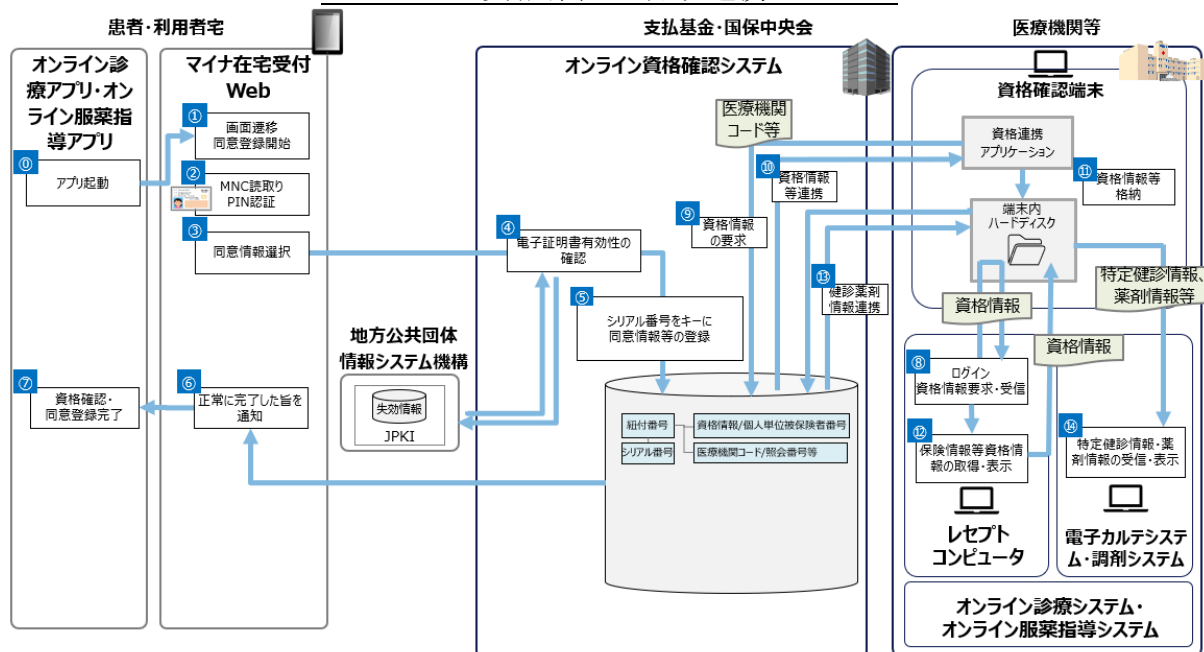 患者・利用者宅
支払基金・国保中央会
医療機関等
オンライン診
療アプリ・オン
ライン服薬指
導アプリ
マイナ在宅受付
Web
オンライン資格確認システム
資格確認端末
⓪
アプリ起動
①
画面遷移
同意登録開始
②
MNC読取り
PIN認証
③
同意情報選択
④
電子証明書有効性の
確認
⑤
シリアル番号をキーに
同意情報等の登録
地方公共団体
情報システム機構
失効情報
JPKI
⑥
正常に完了した旨を
通知
⑦
資格確認・
同意登録完了
医療機関
コード等
⑨
資格情報
の要求
⑩
資格情報
等連携
⑬
健診薬剤
情報連携
紐付番号
資格情報/個人単位被保険者番号
シリアル番号
医療機関コード/照会番号等
資格連携
アプリケーション
⑪
資格情報等
格納
端末内
ハードディスク
特定健診情報、
薬剤情報等
資格情報
資格情報
⑧
ログイン
資格情報要求・受信
⑫
保険情報等資格情
報の取得・表示
⑭
特定健診情報・薬
剤情報の受信・表示
レセプト
コンピュータ
電子カルテシステ
ム・調剤システム
オンライン診療システム・
オンライン服薬指導システム